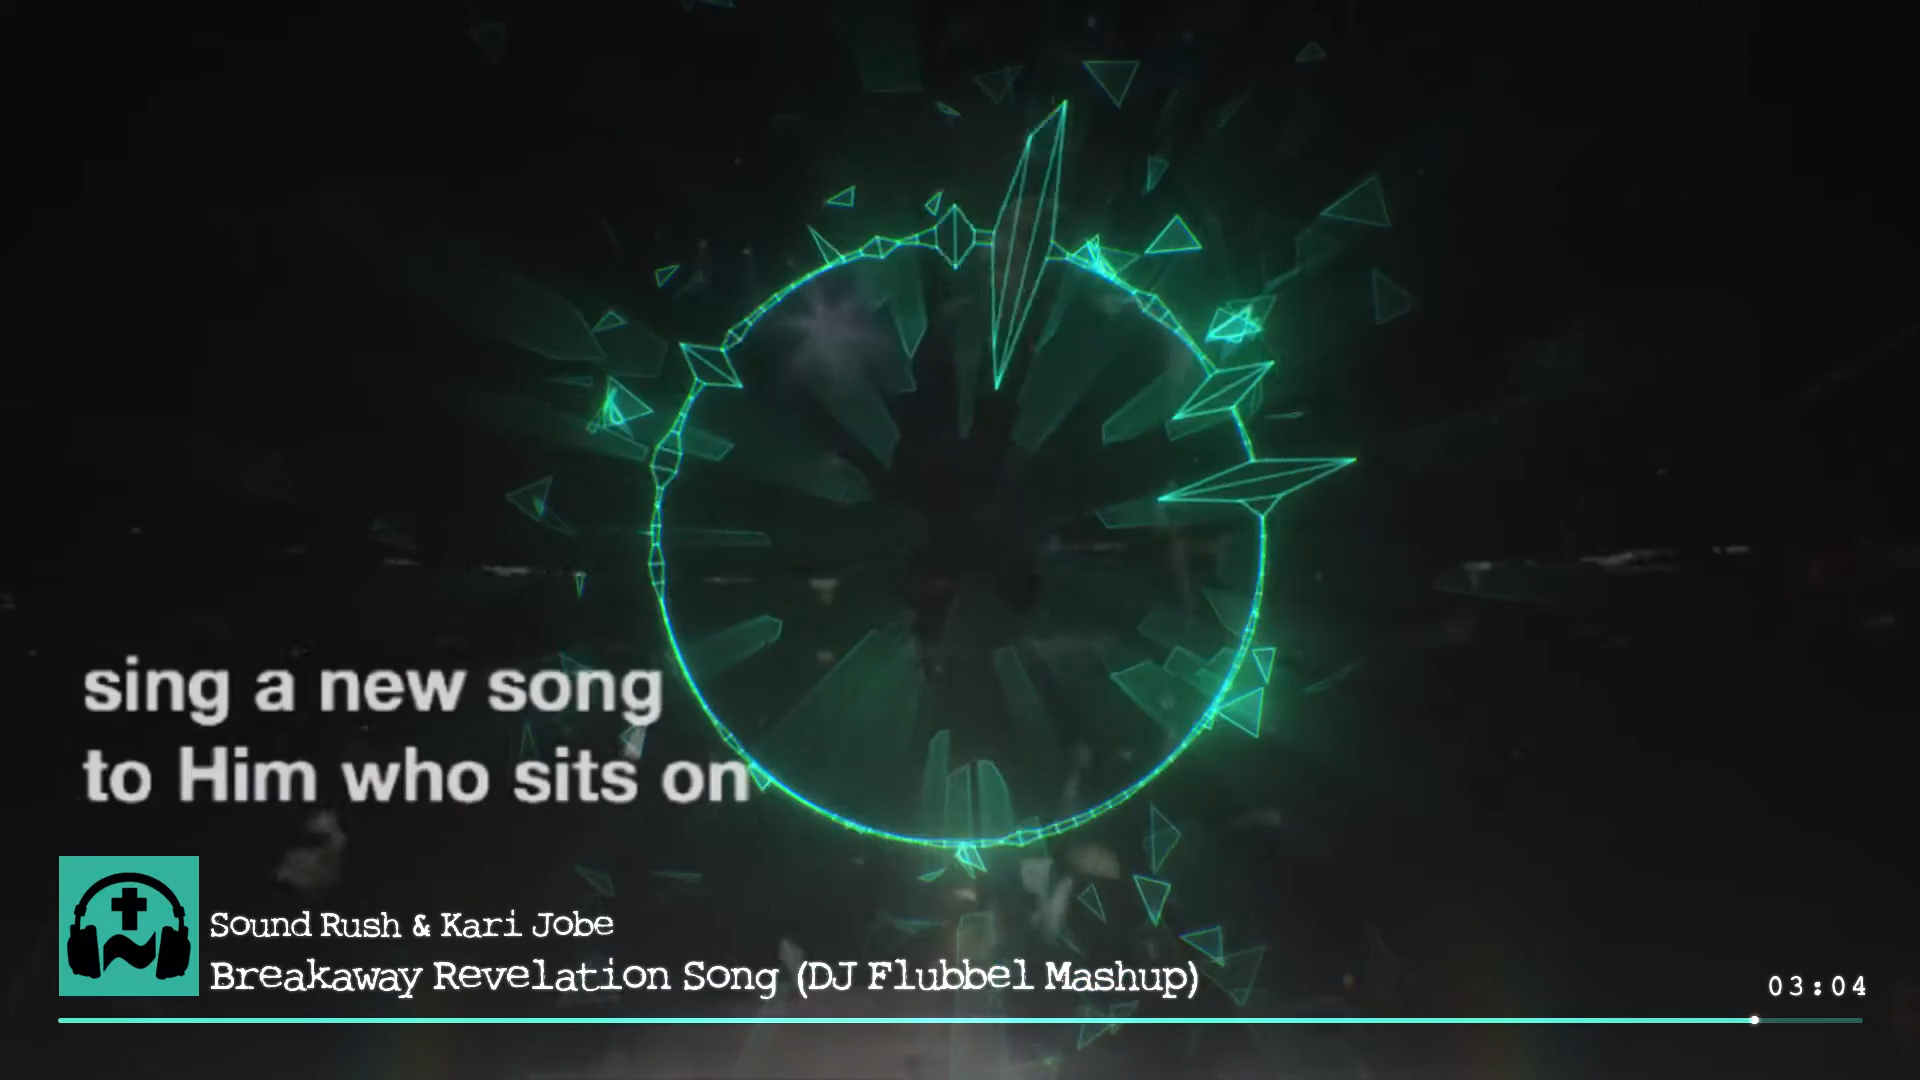 sing a new song
to Him who sits on
Sound Rush & Kari Jobe
Breakaway Revelation Song (DJ Flubbel Mashup)
03:04